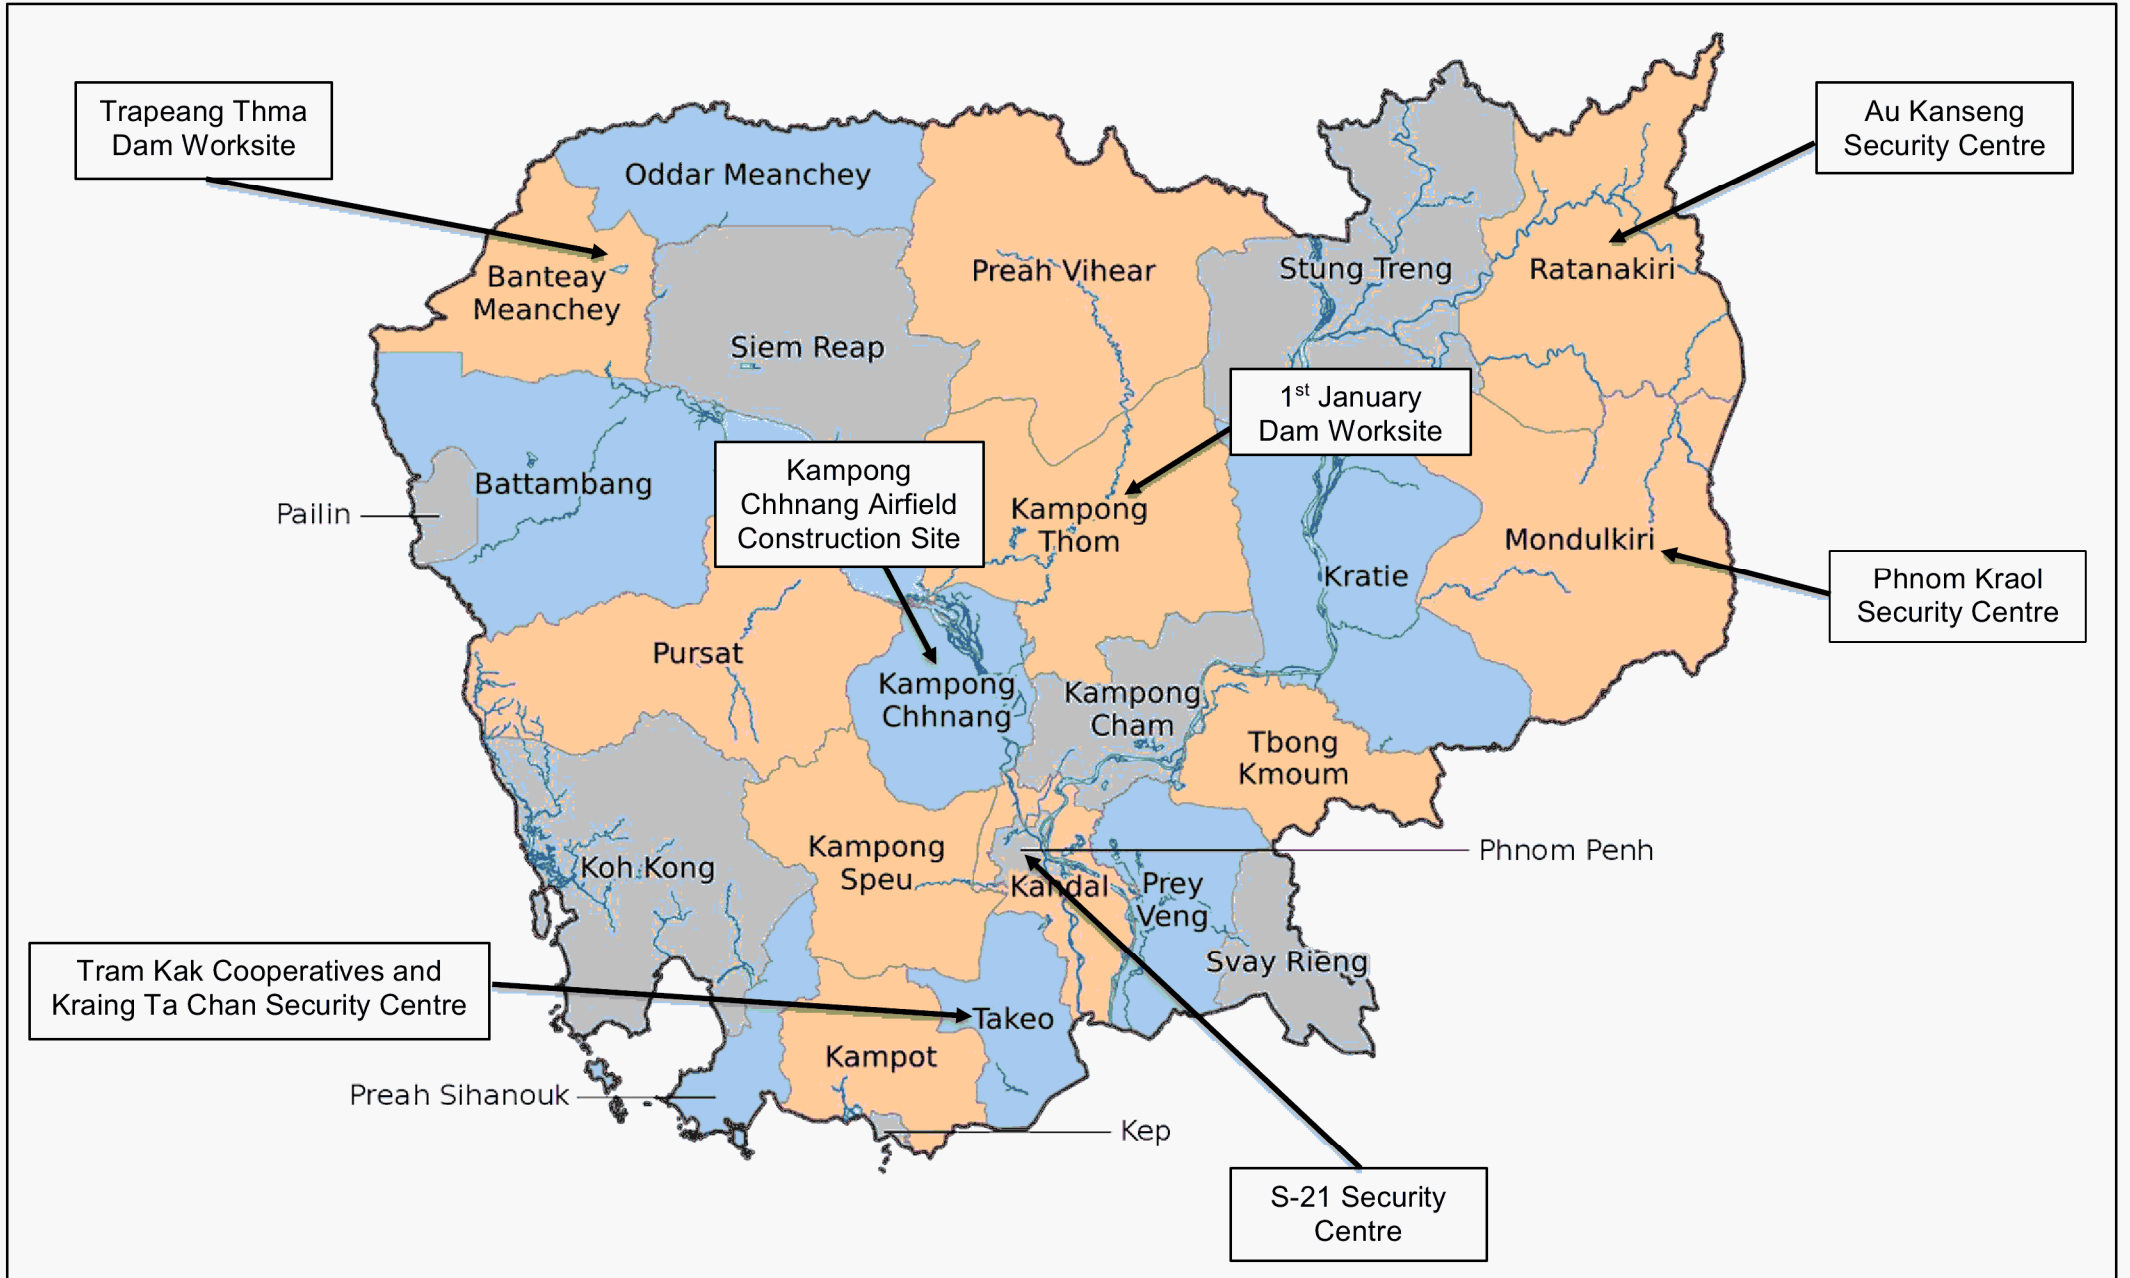 Trapeang Thma
Dam Worksite
Au Kanseng
Security Centre
Oddar Meanchey
Banteay
Meanchey
Preah Vihear
Stung Treng
Ratanakiri
Siem Reap
1st January
Dam Worksite
Kampong
Chhnang Airfield
Construction Site
Battambang
Pailin
Kampong
Thom
Mondulkiri
Kratie
Phnom Kraol
Security Centre
Pursat
Kampong
Chhnang
Kampong
Cham
Tbong
Kmoum
Kampong
Speu
Koh Kong
Phnom Penh
Kandal
Prey
Veng
Svay Rieng
Tram Kak Cooperatives and
Kraing Ta Chan Security Centre
Takeo
Kampot
Preah Sihanouk
Kep
S-21 Security
Centre